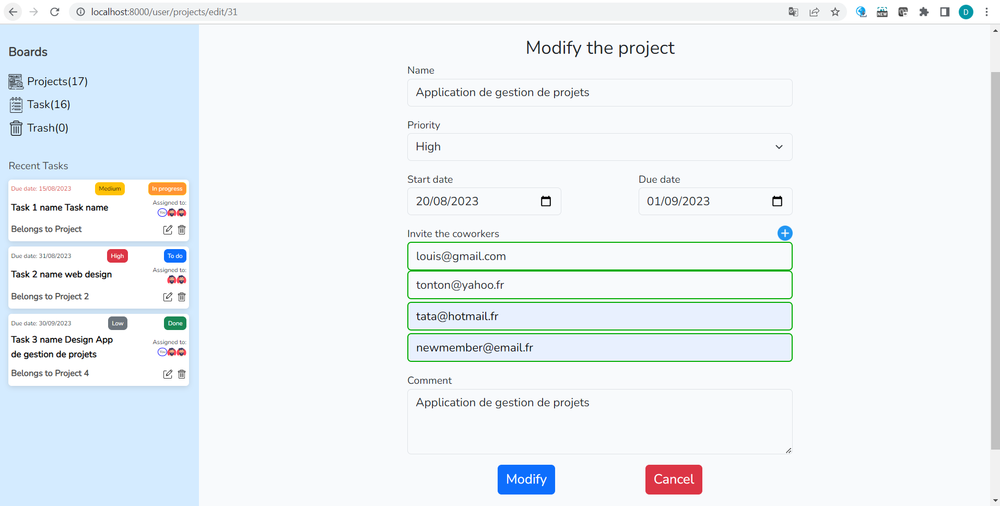 localhost:8000/user/projects/edit/31
NEW
D
Boards
PROJECT
Projects(17)
Task(16)
Trash(0)
Recent Tasks
Due date: 15/08/2023 Medium In progress
Assigned to:
Task 1 name Task name
You
Belongs to Project
Due date: 31/08/2023 High To do
Assigned to:
Task 2 name web design
Belongs to Project 2
Due date: 30/09/2023 Low Done
Task 3 name Design App
Assigned to:
You
de gestion de projets
Belongs to Project 4
Modify the project
Name
Application de gestion de projets
Priority
High
Start date Due date
20/08/2023 01/09/2023
Invite the coworkers
louis@gmail.com
tonton@yahoo.fr
tata@hotmail.fr
newmember@email.fr
Comment
Application de gestion de projets
Modify Cancel